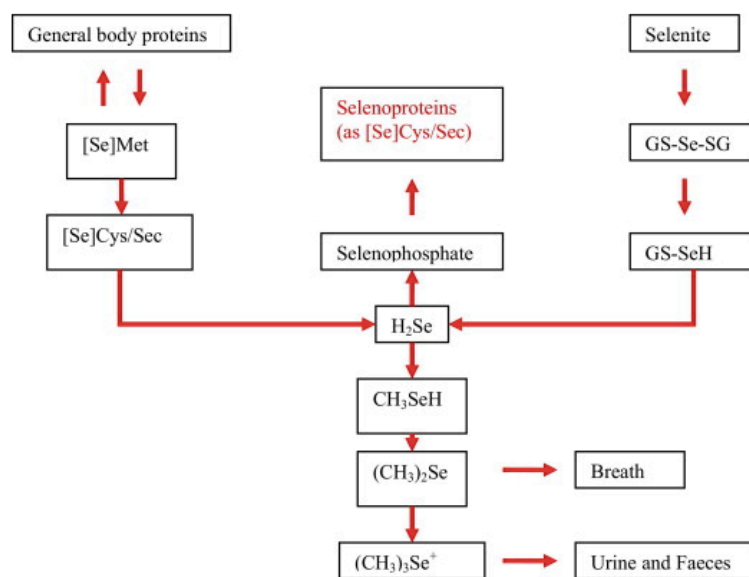 General body proteins
Selenite
Selenoproteins
(as [Se]Cys/Sec)
[Se]Met
GS-Se-SG
[Se]Cys/Sec
Selenophosphate
GS-SeH
H₂Se
CH₃SeH
(CH₃)₂Se
Breath
(CH₃)₃Se⁺
Urine and Faeces